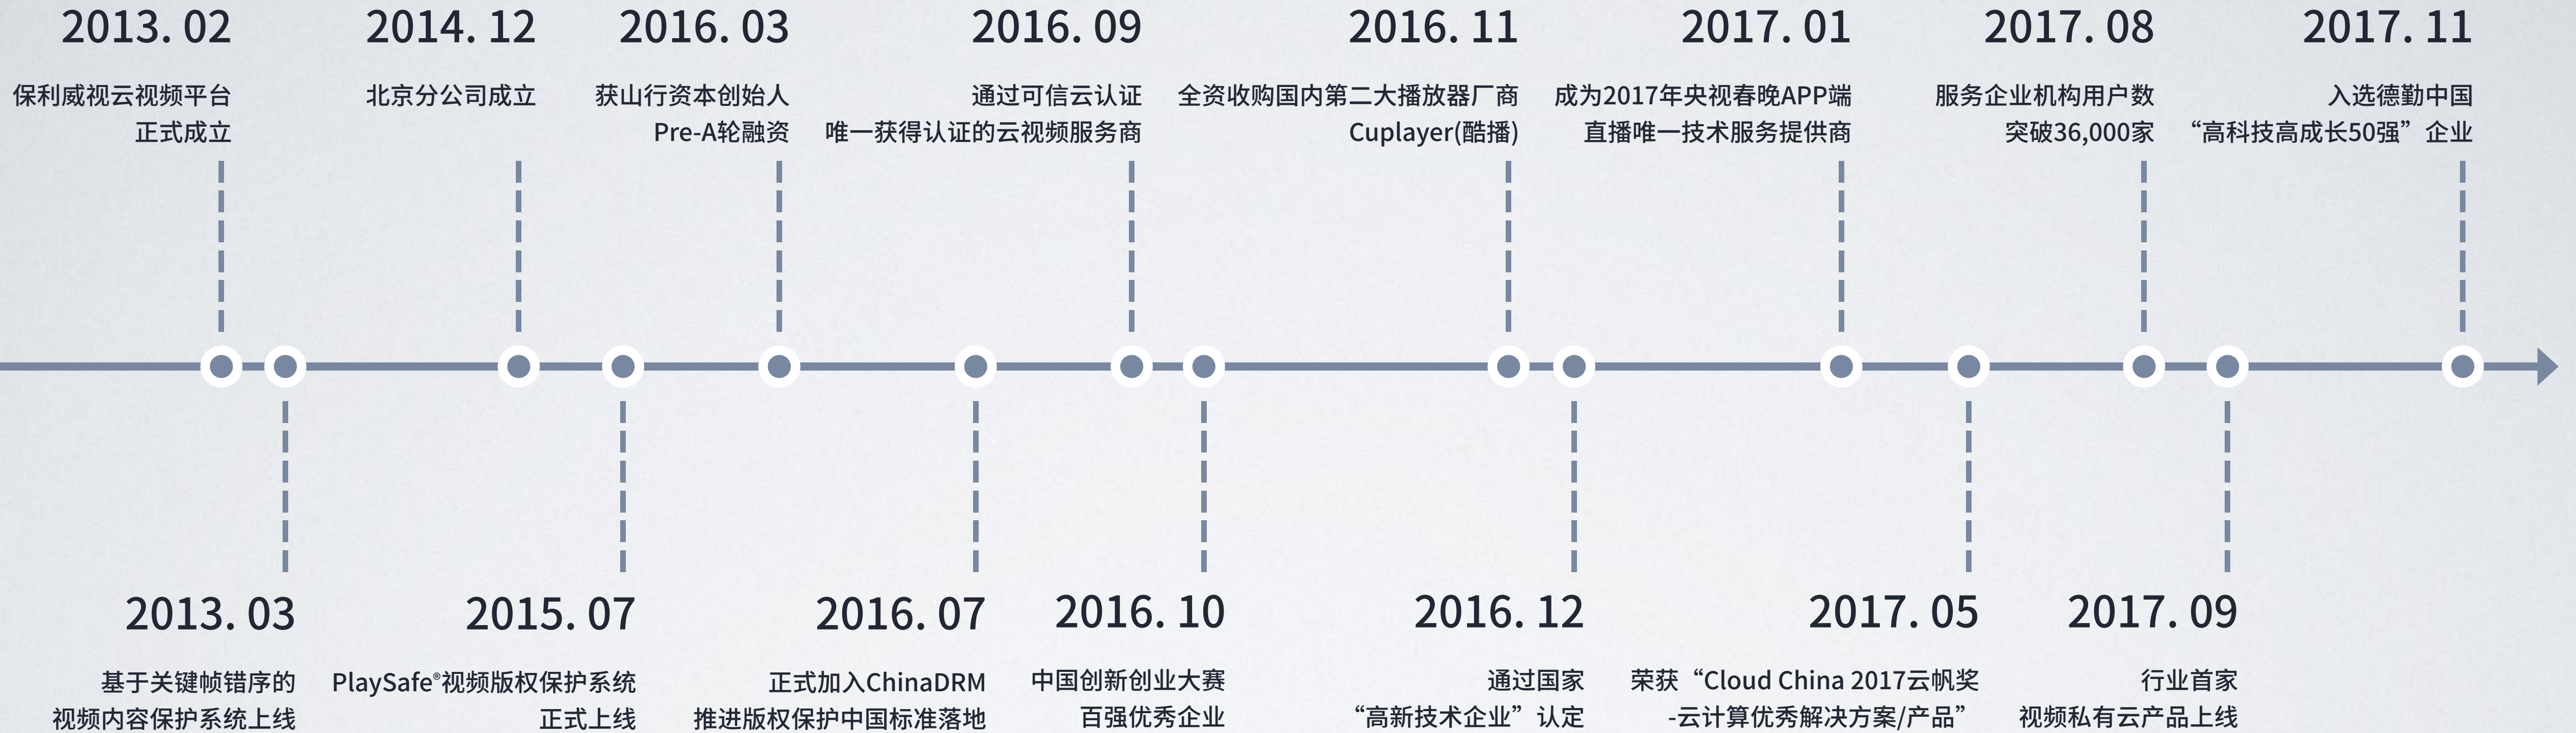 2013. 02
保利威视云视频平台
正式成立
2014. 12
北京分公司成立
2016. 03
获山行资本创始人
Pre-A轮融资
2016. 09
通过可信云认证
唯一获得认证的云视频服务商
2016. 11
全资收购国内第二大播放器厂商
Cuplayer(酷播)
2017. 01
成为2017年央视春晚APP端
直播唯一技术服务提供商
2017. 08
服务企业机构用户数
突破36,000家
2017. 11
入选德勤中国
“高科技高成长50强”企业
2013. 03
基于关键帧错序的
视频内容保护系统上线
2015. 07
PlaySafe®视频版权保护系统
正式上线
2016. 07
正式加入ChinaDRM
推进版权保护中国标准落地
2016. 10
中国创新创业大赛
百强优秀企业
2016. 12
通过国家
“高新技术企业”认定
2017. 05
荣获“Cloud China 2017云帆奖
-云计算优秀解决方案/产品”
2017. 09
行业首家
视频私有云产品上线